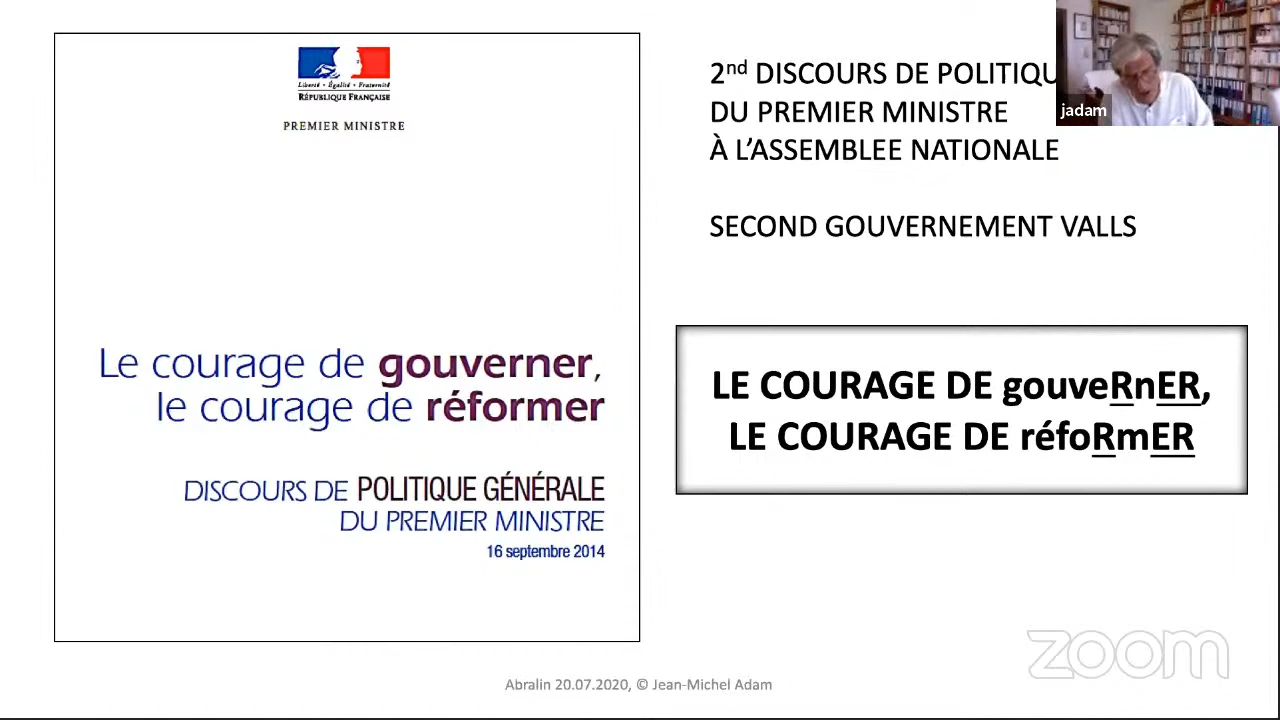 Liberté • Égalité • Fraternité
RÉPUBLIQUE FRANÇAISE
PREMIER MINISTRE
Le courage de gouverner,
le courage de réformer
DISCOURS DE POLITIQUE GÉNÉRALE
DU PREMIER MINISTRE
16 septembre 2014
2nd DISCOURS DE POLITIQU
DU PREMIER MINISTRE
À L’ASSEMBLEE NATIONALE
SECOND GOUVERNEMENT VALLS
LE COURAGE DE gouveRnER,
LE COURAGE DE réfoRmER
jadam
zoom
Abralin 20.07.2020, © Jean-Michel Adam